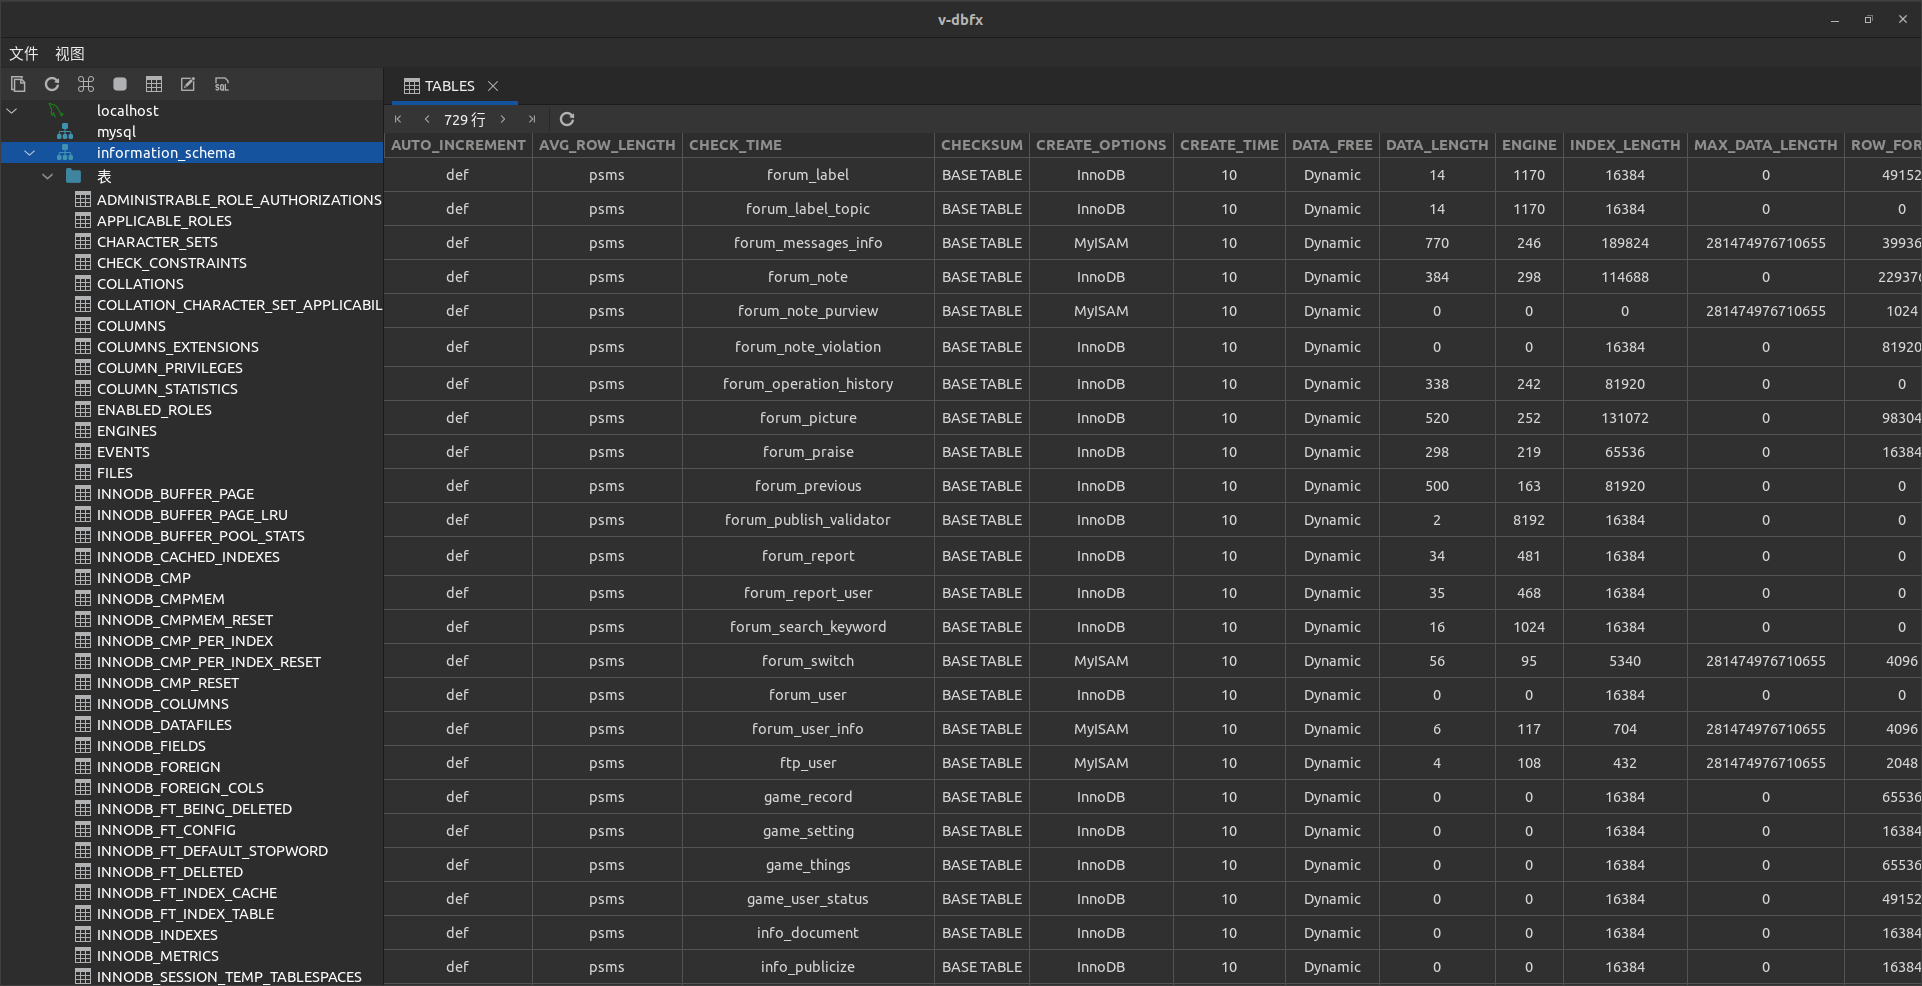 v-dbfx
文件 视图
SQL
localhost
mysql
information_schema
表
ADMINISTRABLE_ROLE_AUTHORIZATIONS
APPLICABLE_ROLES
CHARACTER_SETS
CHECK_CONSTRAINTS
COLLATIONS
COLLATION_CHARACTER_SET_APPLICABIL
COLUMNS
COLUMNS_EXTENSIONS
COLUMN_PRIVILEGES
COLUMN_STATISTICS
ENABLED_ROLES
ENGINES
EVENTS
FILES
INNODB_BUFFER_PAGE
INNODB_BUFFER_PAGE_LRU
INNODB_BUFFER_POOL_STATS
INNODB_CACHED_INDEXES
INNODB_CMP
INNODB_CMPMEM
INNODB_CMPMEM_RESET
INNODB_CMP_PER_INDEX
INNODB_CMP_PER_INDEX_RESET
INNODB_CMP_RESET
INNODB_COLUMNS
INNODB_DATAFILES
INNODB_FIELDS
INNODB_FOREIGN
INNODB_FOREIGN_COLS
INNODB_FT_BEING_DELETED
INNODB_FT_CONFIG
INNODB_FT_DEFAULT_STOPWORD
INNODB_FT_DELETED
INNODB_FT_INDEX_CACHE
INNODB_FT_INDEX_TABLE
INNODB_INDEXES
INNODB_METRICS
INNODB_SESSION_TEMP_TABLESPACES
TABLES
729 行
AUTO_INCREMENT AVG_ROW_LENGTH CHECK_TIME CHECKSUM CREATE_OPTIONS CREATE_TIME DATA_FREE DATA_LENGTH ENGINE INDEX_LENGTH MAX_DATA_LENGTH ROW_FOR
def psms forum_label BASE TABLE InnoDB 10 Dynamic 14 1170 16384 0 49152
def psms forum_label_topic BASE TABLE InnoDB 10 Dynamic 14 1170 16384 0 0
def psms forum_messages_info BASE TABLE MyISAM 10 Dynamic 770 246 189824 281474976710655 39936
def psms forum_note BASE TABLE InnoDB 10 Dynamic 384 298 114688 0 22937
def psms forum_note_purview BASE TABLE MyISAM 10 Dynamic 0 0 0 281474976710655 1024
def psms forum_note_violation BASE TABLE InnoDB 10 Dynamic 0 0 16384 0 81920
def psms forum_operation_history BASE TABLE InnoDB 10 Dynamic 338 242 81920 0 0
def psms forum_picture BASE TABLE InnoDB 10 Dynamic 520 252 131072 0 98304
def psms forum_praise BASE TABLE InnoDB 10 Dynamic 298 219 65536 0 16384
def psms forum_previous BASE TABLE InnoDB 10 Dynamic 500 163 81920 0 0
def psms forum_publish_validator BASE TABLE InnoDB 10 Dynamic 2 8192 16384 0 0
def psms forum_report BASE TABLE InnoDB 10 Dynamic 34 481 16384 0 0
def psms forum_report_user BASE TABLE InnoDB 10 Dynamic 35 468 16384 0 0
def psms forum_search_keyword BASE TABLE InnoDB 10 Dynamic 16 1024 16384 0 0
def psms forum_switch BASE TABLE MyISAM 10 Dynamic 56 95 5340 281474976710655 4096
def psms forum_user BASE TABLE InnoDB 10 Dynamic 0 0 16384 0 0
def psms forum_user_info BASE TABLE MyISAM 10 Dynamic 6 117 704 281474976710655 4096
def psms ftp_user BASE TABLE MyISAM 10 Dynamic 4 108 432 281474976710655 2048
def psms game_record BASE TABLE InnoDB 10 Dynamic 0 0 16384 0 65536
def psms game_setting BASE TABLE InnoDB 10 Dynamic 0 0 16384 0 16384
def psms game_things BASE TABLE InnoDB 10 Dynamic 0 0 16384 0 65536
def psms game_user_status BASE TABLE InnoDB 10 Dynamic 0 0 16384 0 49152
def psms info_document BASE TABLE InnoDB 10 Dynamic 0 0 16384 0 16384
def psms info_publicize BASE TABLE InnoDB 10 Dynamic 0 0 16384 0 16384